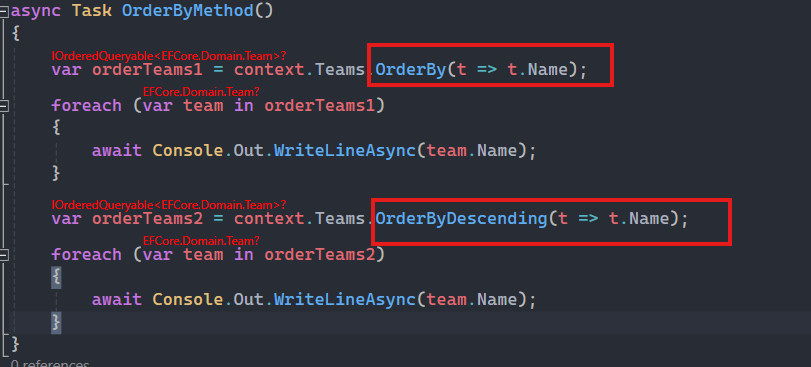 async Task OrderByMethod()
{
IOrderedQueryable<EFCore.Domain.Team>?
var orderTeams1 = context.Teams.OrderBy(t => t.Name);
EFCore.Domain.Team?
foreach (var team in orderTeams1)
{
await Console.Out.WriteLineAsync(team.Name);
}
IOrderedQueryable<EFCore.Domain.Team>?
var orderTeams2 = context.Teams.OrderByDescending(t => t.Name);
EFCore.Domain.Team?
foreach (var team in orderTeams2)
{
await Console.Out.WriteLineAsync(team.Name);
}
}
0 references